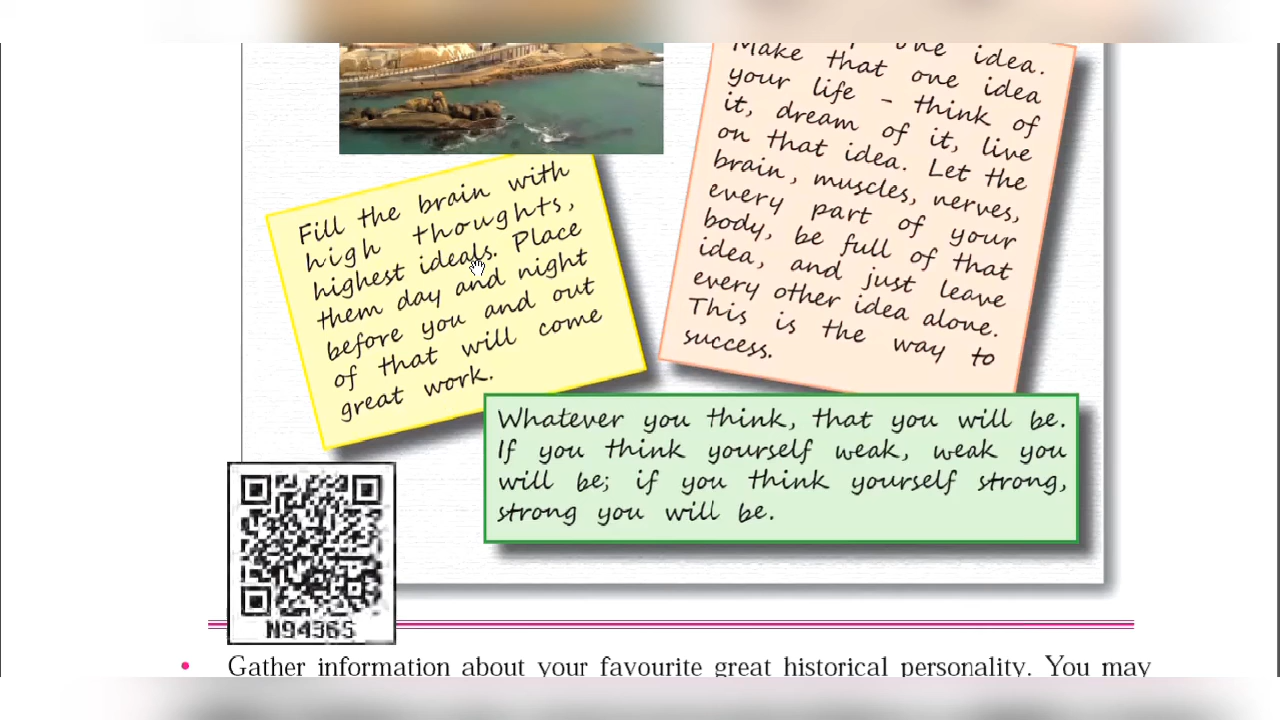 one idea.
Make that one idea
your life - think of
it, dream of it, live
on that idea. Let the
brain, muscles, nerves,
every part of your
body, be full of that
idea, and just leave
every other idea alone.
This is the way to
success.
Fill the brain with
high thoughts,
highest ideals. Place
them day and night
before you and out
of that will come
great work.
Whatever you think, that you will be.
If you think yourself weak, weak you
will be; if you think yourself strong,
strong you will be.
N94365
• Gather information about your favourite great historical personality. You may